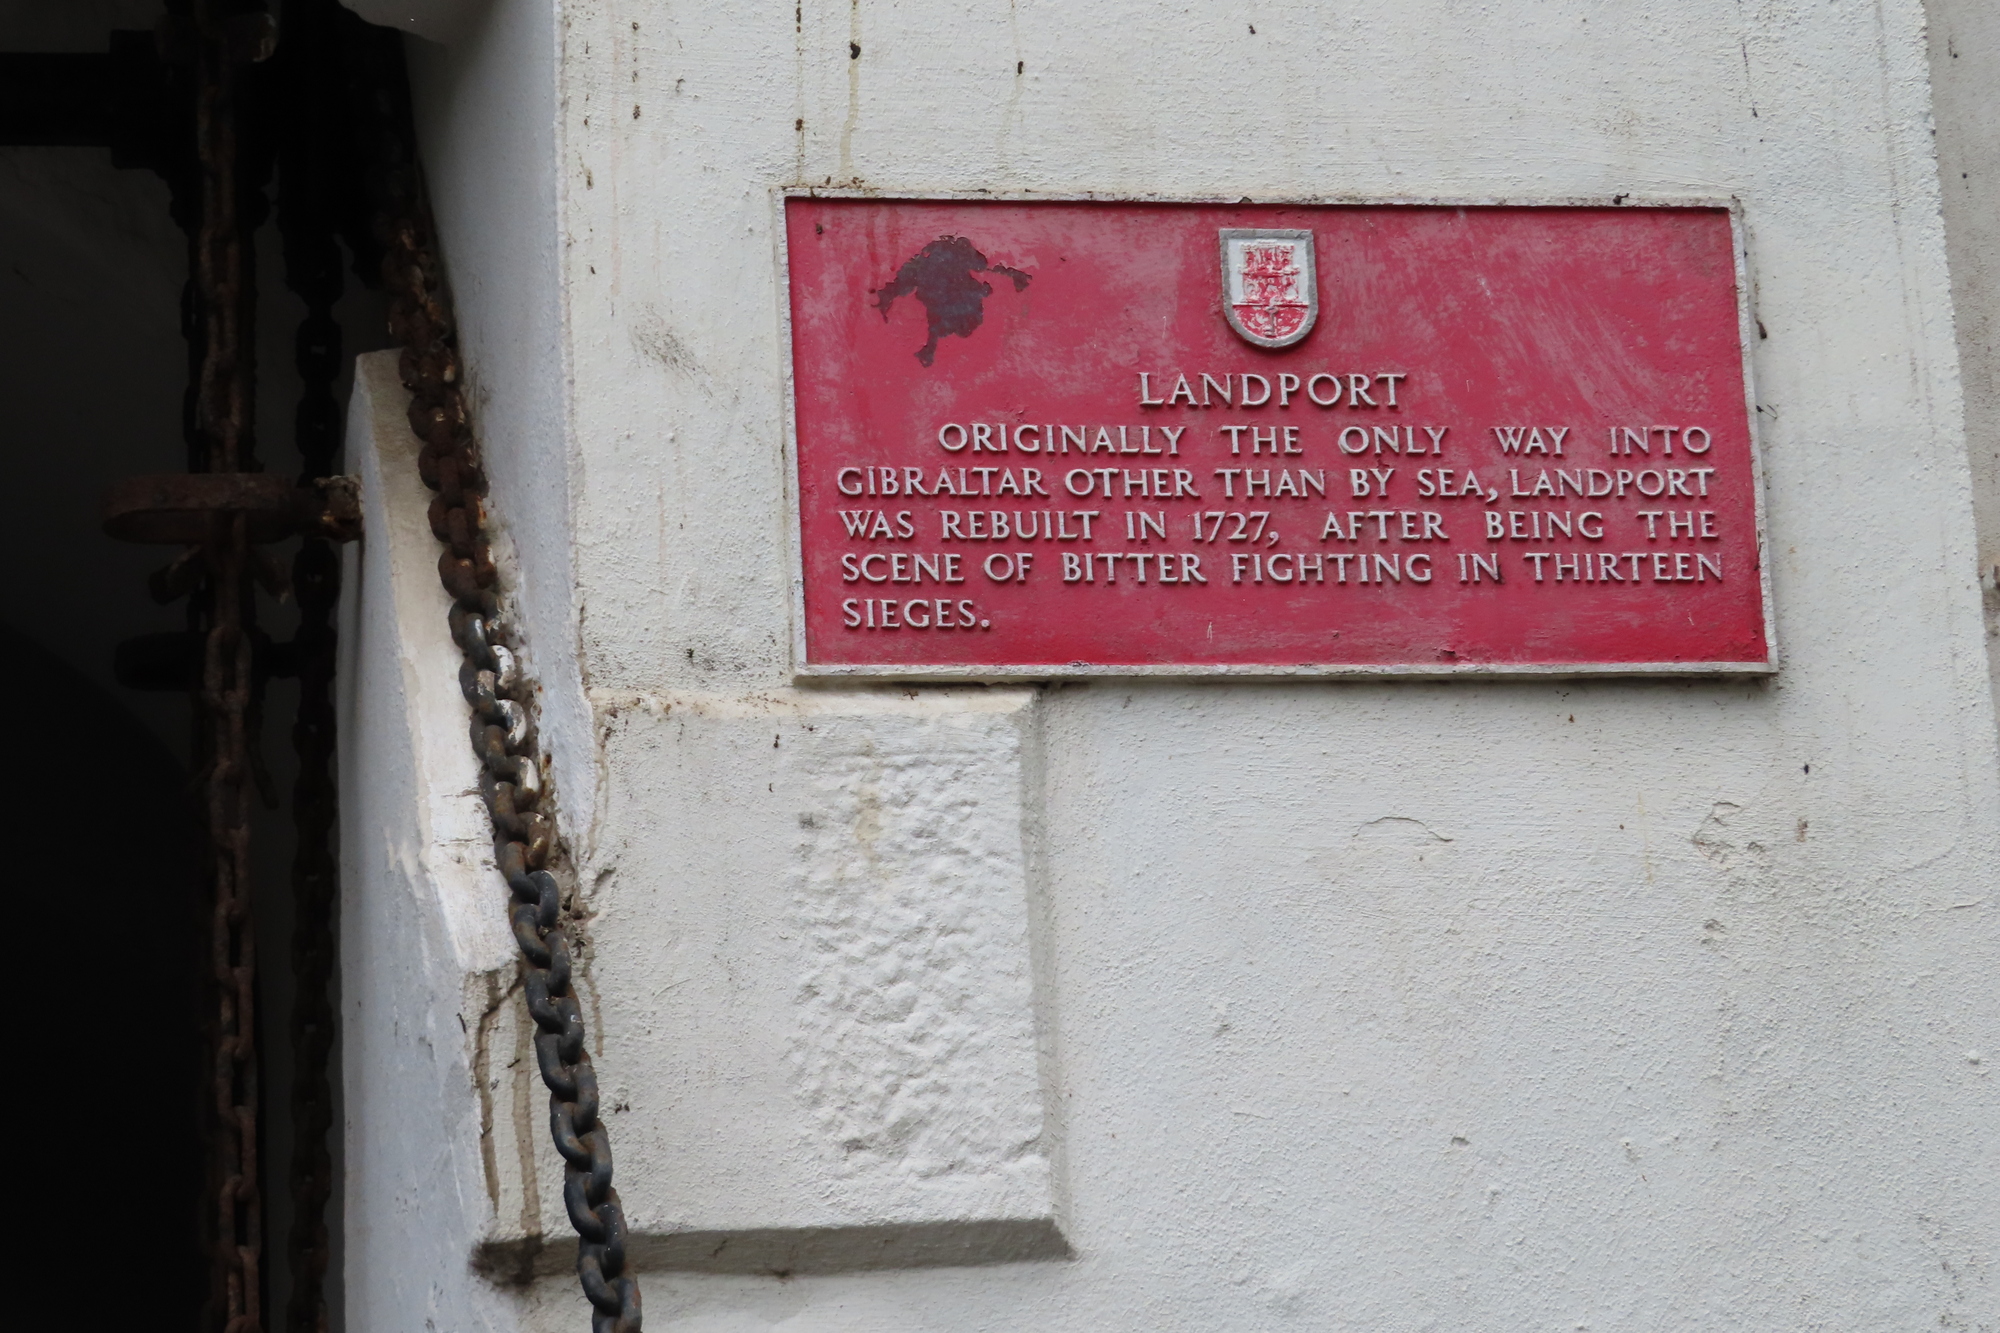 LANDPORT
ORIGINALLY THE ONLY WAY INTO
GIBRALTAR OTHER THAN BY SEA, LANDPORT
WAS REBUILT IN 1727, AFTER BEING THE
SCENE OF BITTER FIGHTING IN THIRTEEN
SIEGES.